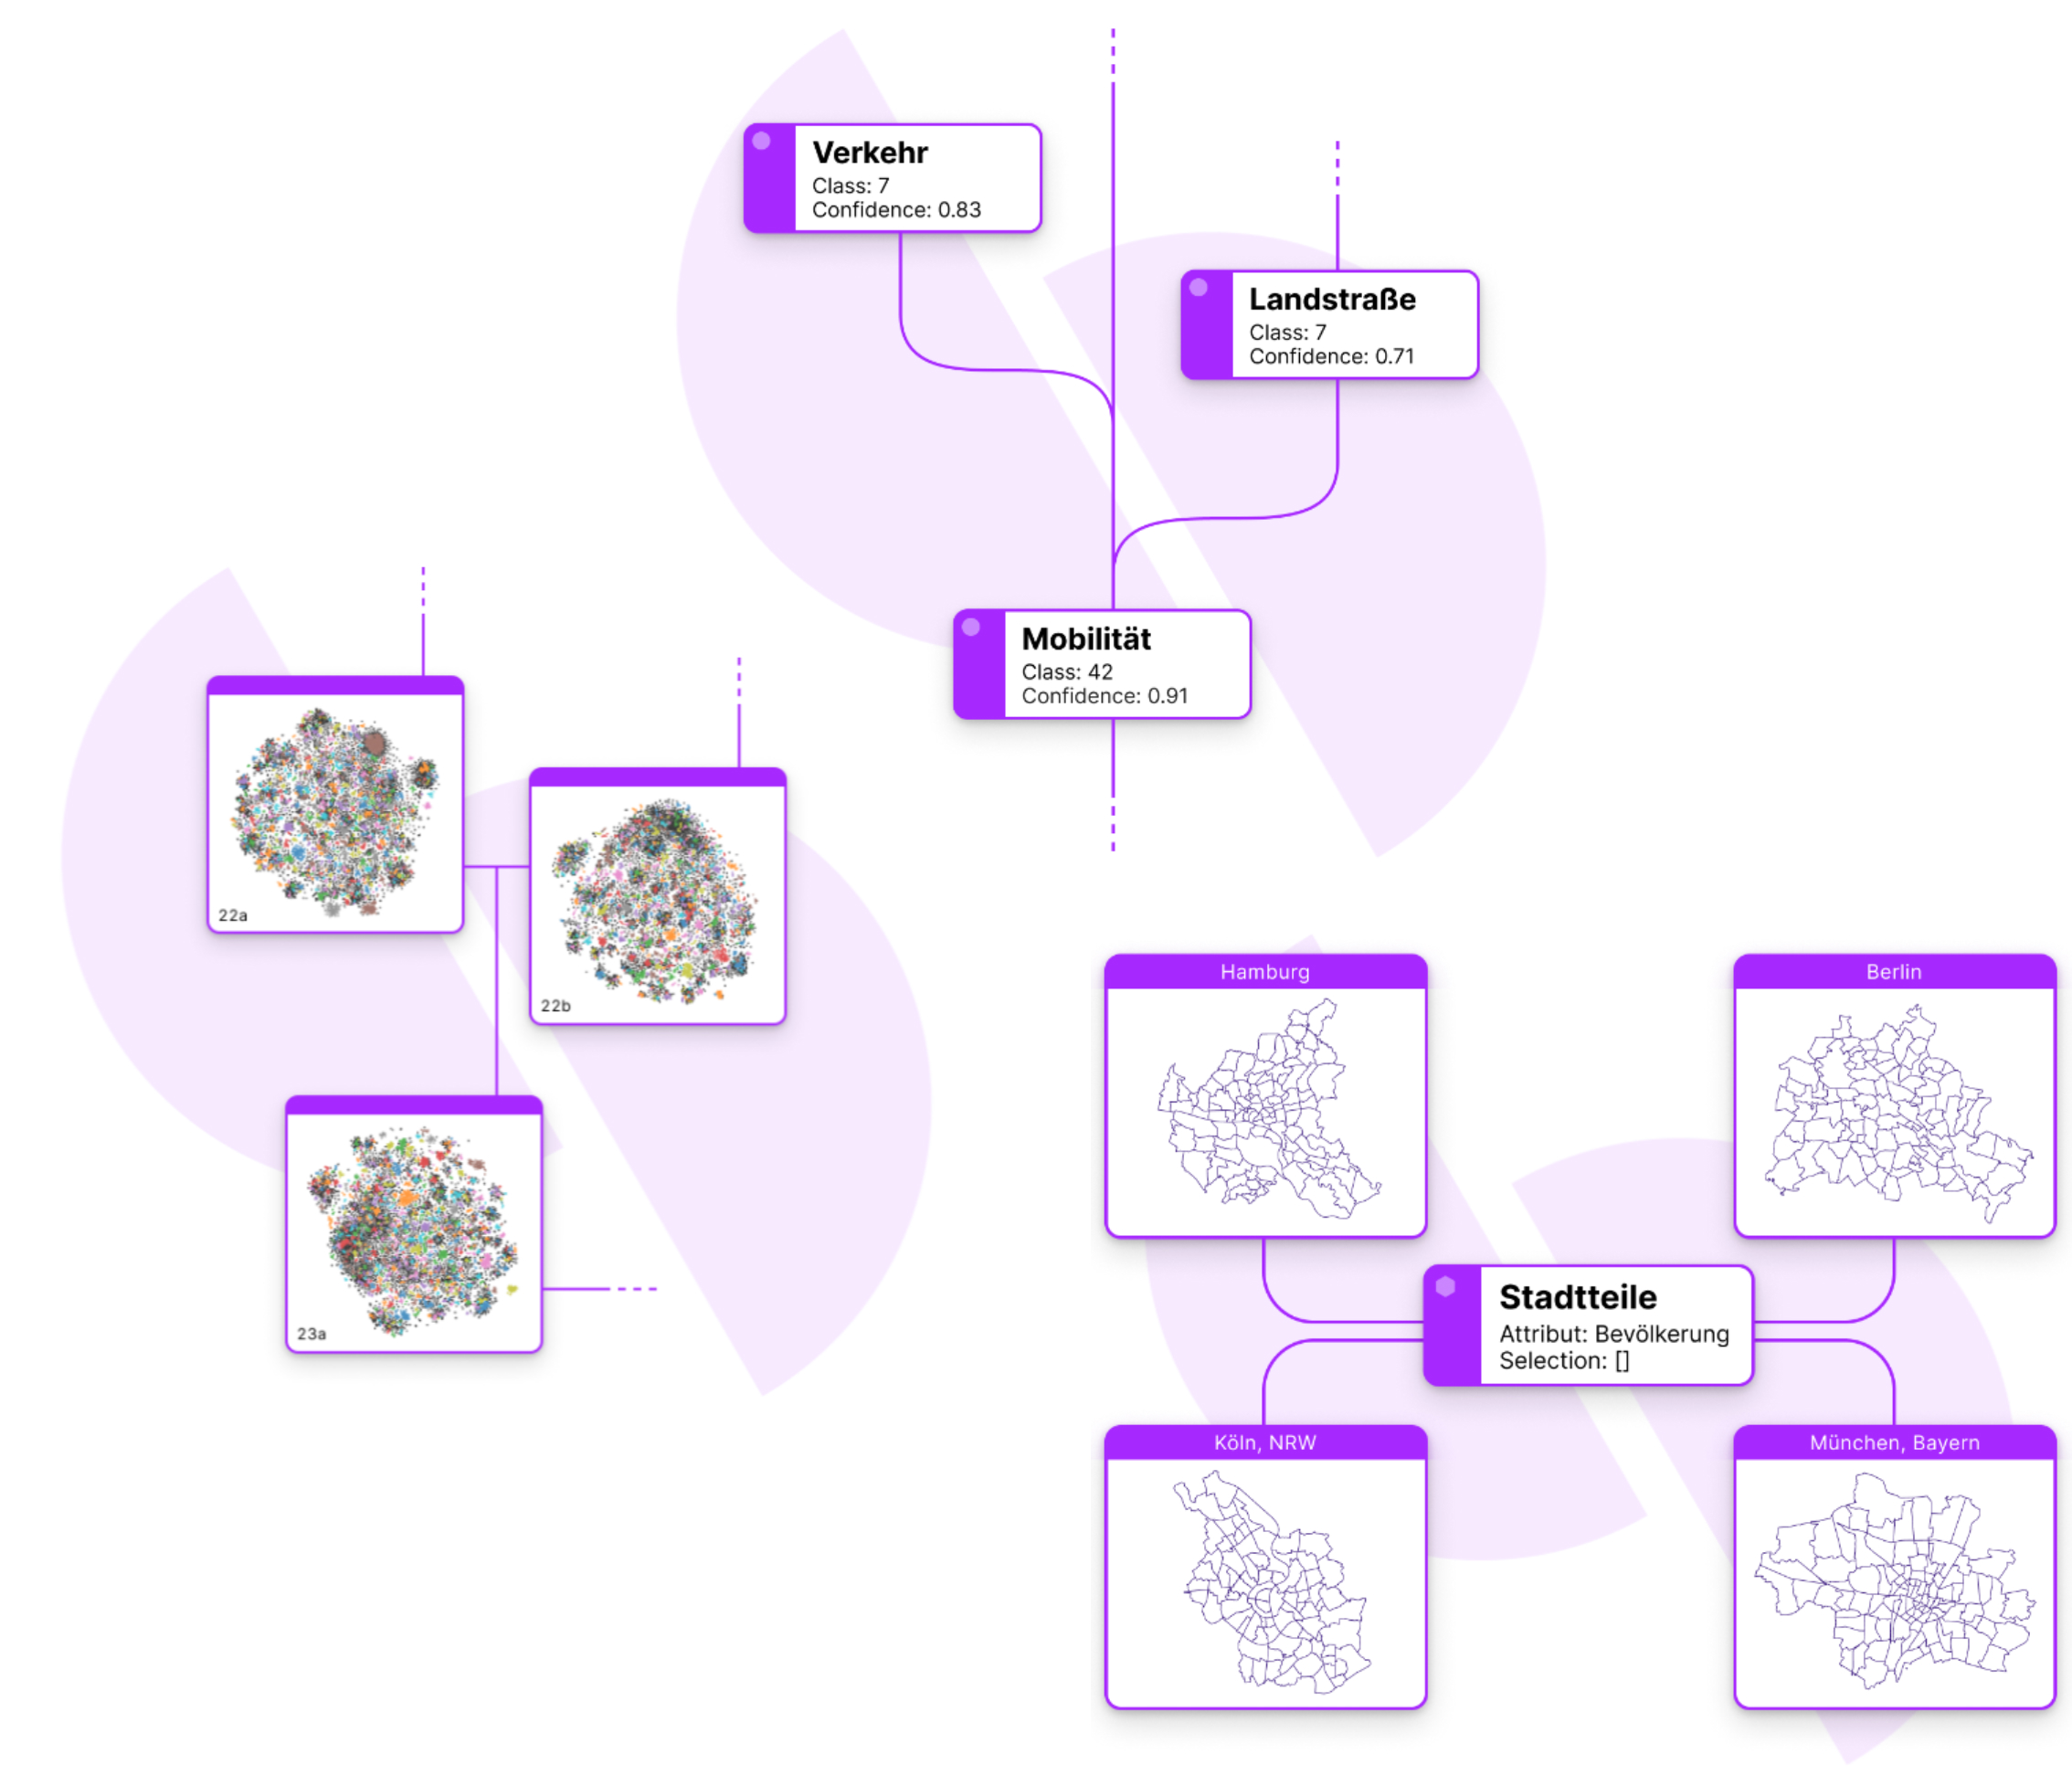 Verkehr
Class: 7
Confidence: 0.83
Landstraße
Class: 7
Confidence: 0.71
Mobilität
Class: 42
Confidence: 0.91
22a
22b
23a
Hamburg
Berlin
Stadtteile
Attribut: Bevölkerung
Selection: []
Köln, NRW
München, Bayern